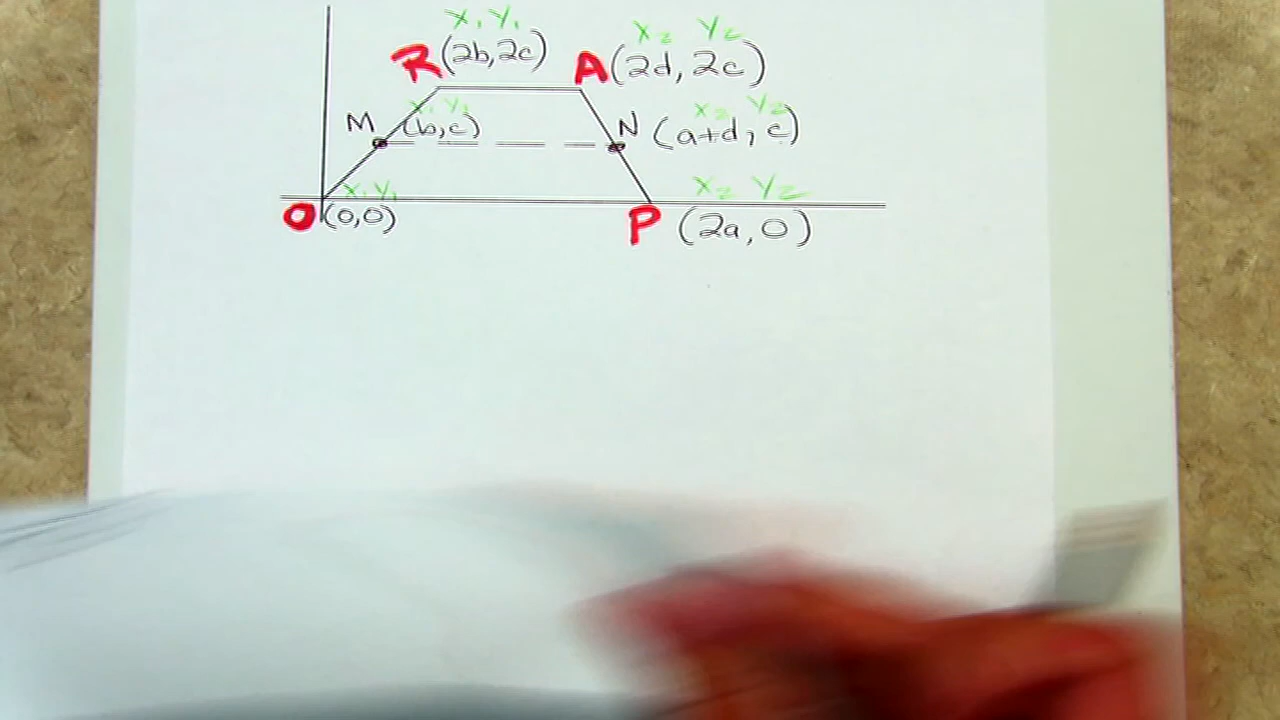 X₁ Y₁ X₂ Y₂
R (2b, 2c) A (2d, 2c)
X₁ Y₁ X₂ Y₂
M (b, c) N (a+d, c)
X₁ Y₁ X₂ Y₂
O (0,0) P (2a, 0)